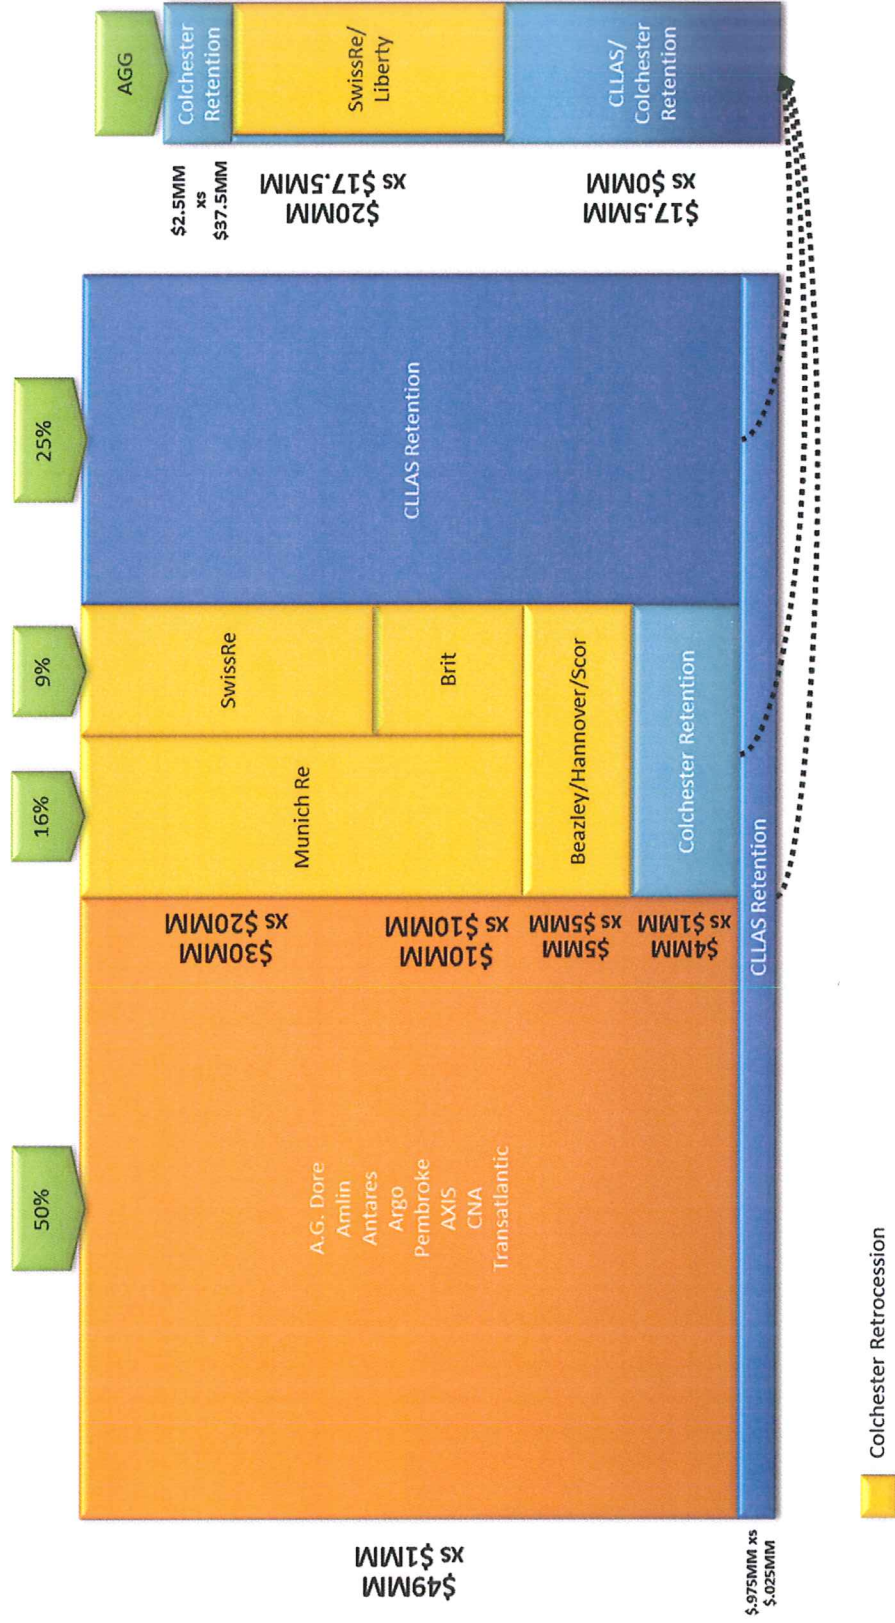 50%
16%
9%
25%
AGG
$49MM
xs $1MM
A.G. Dore
Amlin
Antares
Argo
Pembroke
AXIS
CNA
Transatlantic
$30MM
xs $20MM
$10MM
xs $10MM
$5MM
xs $5MM
$4MM
xs $1MM
Munich Re
SwissRe
Brit
Beazley/Hannover/Scor
Colchester Retention
CLLAS Retention
$.975MM xs
$.025MM
CLLAS Retention
$2.5MM
xs
$37.5MM
$20MM
xs $17.5MM
$17.5MM
xs $0MM
Colchester
Retention
SwissRe/
Liberty
CLLAS/
Colchester
Retention
Colchester Retrocession